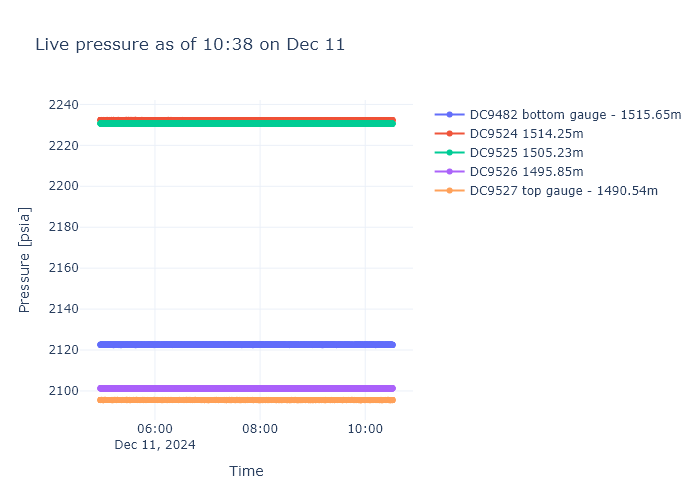 Live pressure as of 10:38 on Dec 11
2240
2220
2200
2180
2160
2140
2120
2100
Pressure [psia]
06:00
Dec 11, 2024
08:00
10:00
Time
DC9482 bottom gauge - 1515.65m
DC9524 1514.25m
DC9525 1505.23m
DC9526 1495.85m
DC9527 top gauge - 1490.54m